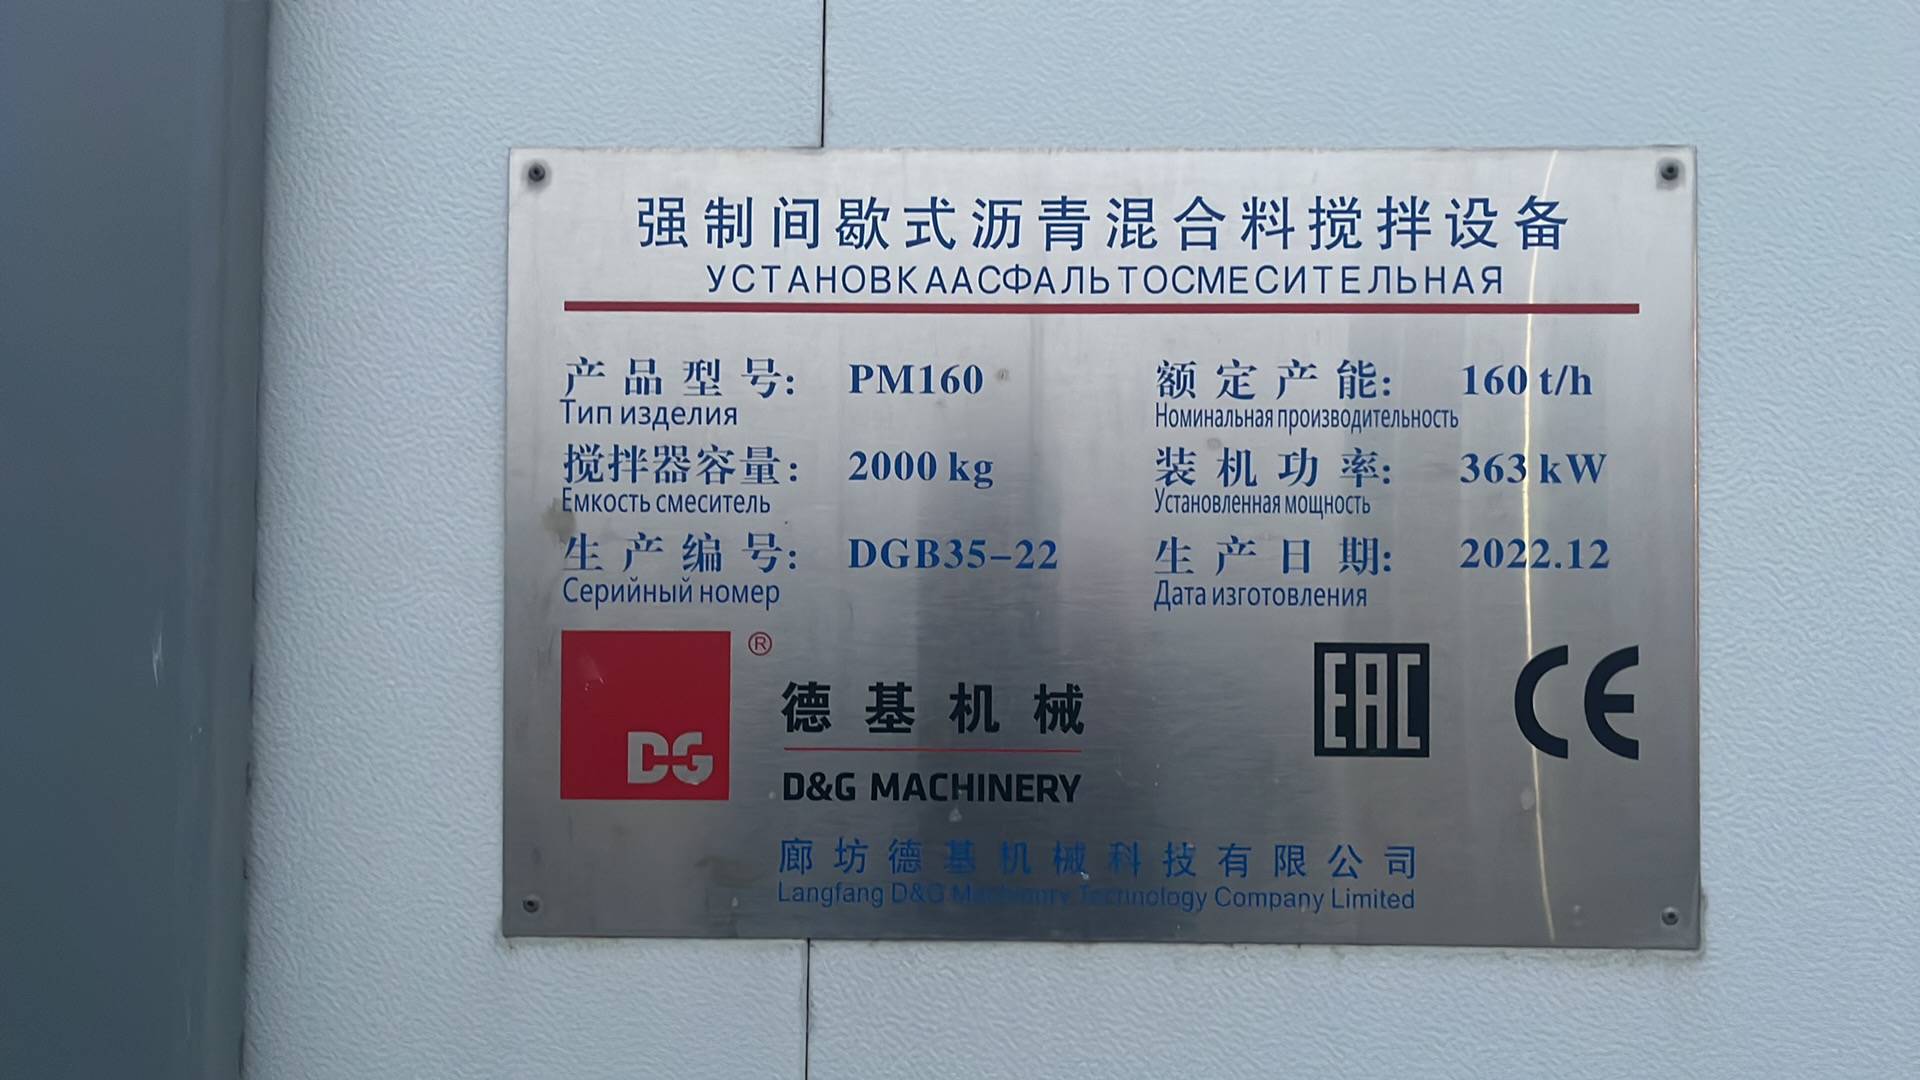 强制间歇式沥青混合料搅拌设备
УСТАНОВКААСФАЛЬТОСМЕСИТЕЛЬНАЯ
产品型号: PM160 额定产能: 160 t/h
Тип изделия Номинальная производительность
搅拌器容量: 2000 kg 装机功率: 363 kW
Емкость смеситель Установленная мощность
生产编号: DGB35-22 生产日期: 2022.12
Серийный номер Дата изготовления
DG ® 德基机械 EAC CE
D&G MACHINERY
廊坊德基机械科技有限公司
Langfang D&G Machinery Technology Company Limited